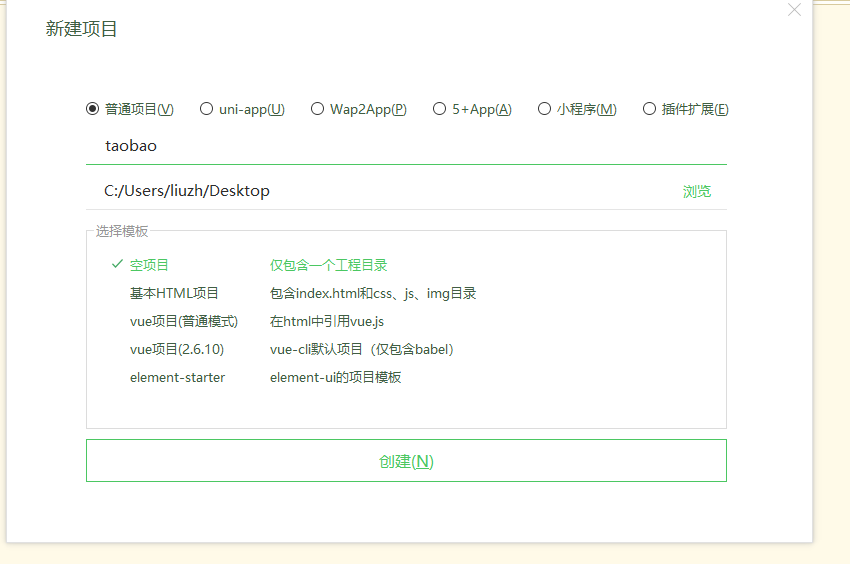 新建项目
普通项目(V) uni-app(U) Wap2App(P) 5+App(A) 小程序(M) 插件扩展(E)
taobao
C:/Users/liuzh/Desktop 浏览
选择模板
空项目 仅包含一个工程目录
基本HTML项目 包含index.html和css、js、img目录
vue项目(普通模式) 在html中引用vue.js
vue项目(2.6.10) vue-cli默认项目（仅包含babel）
element-starter element-ui的项目模板
创建(N)